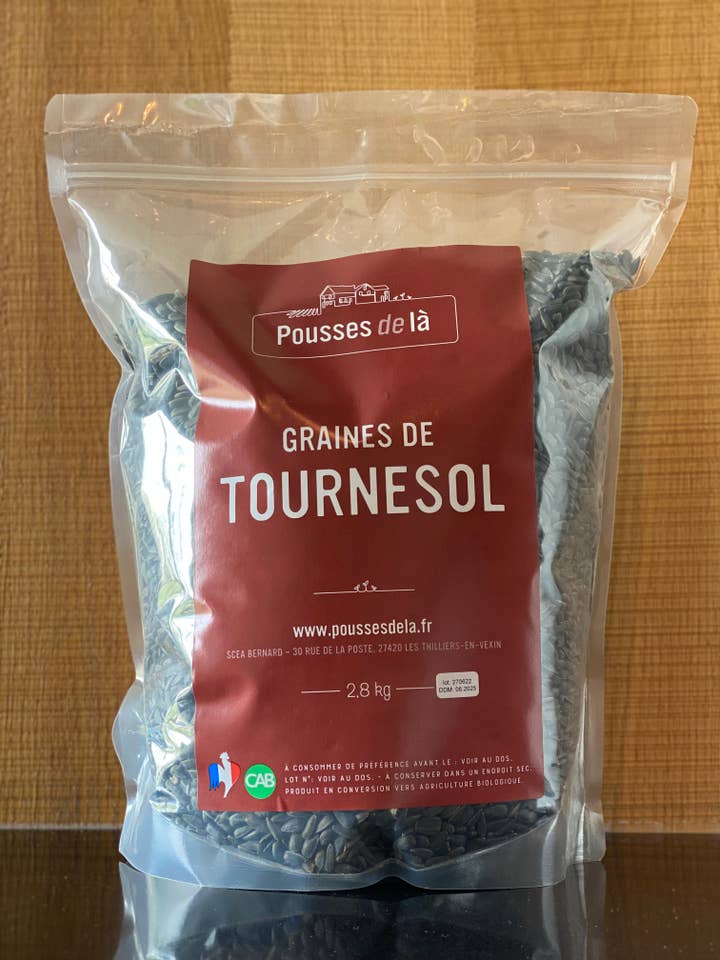 Pousses de là
GRAINES DE
TOURNESOL
www.poussesdela.fr
SCEA BERNARD – 30 RUE DE LA POSTE, 27420 LES THILLIERS-EN-VEXIN
2,8 kg
lot: 270622
DDM: 06.2025
CAB
À CONSOMMER DE PRÉFÉRENCE AVANT LE : VOIR AU DOS.
LOT N°: VOIR AU DOS. - À CONSERVER DANS UN ENDROIT SEC.
PRODUIT EN CONVERSION VERS AGRICULTURE BIOLOGIQUE.